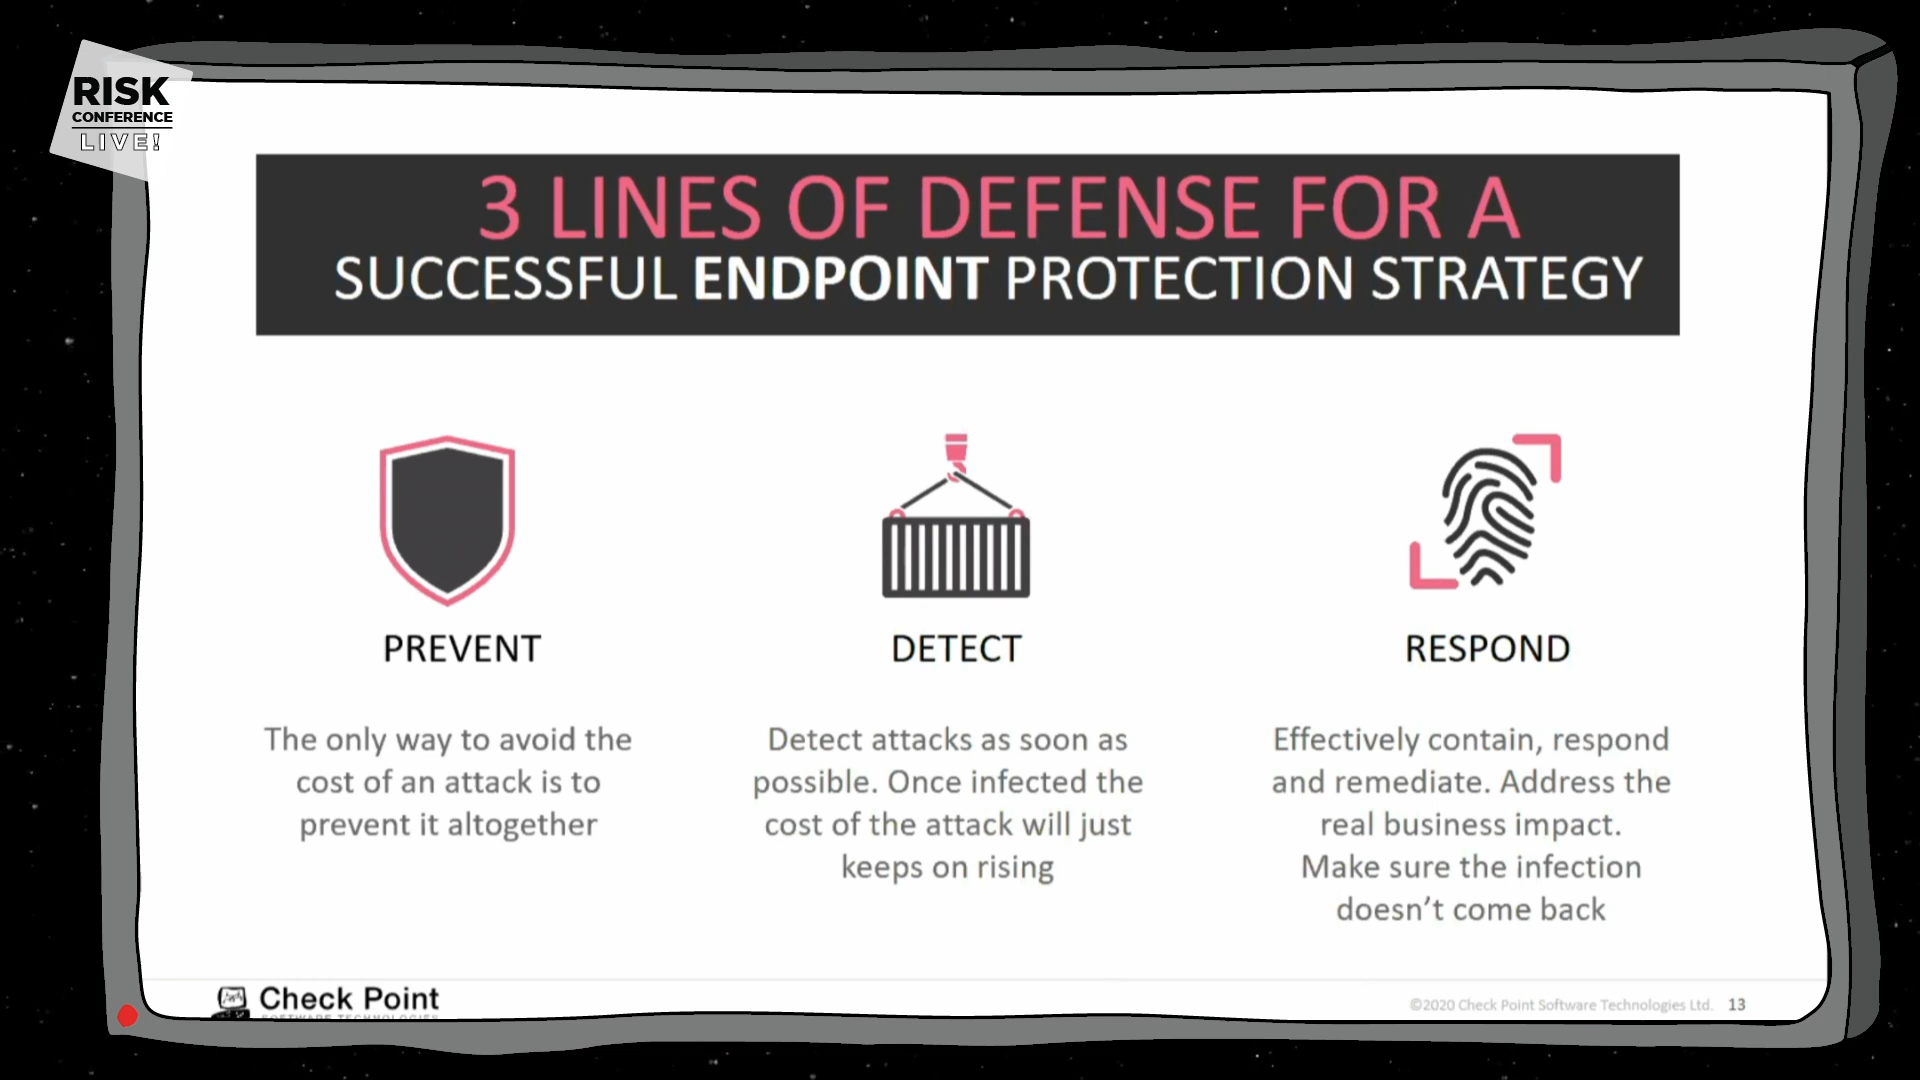 RISK
CONFERENCE
LIVE!
3 LINES OF DEFENSE FOR A
SUCCESSFUL ENDPOINT PROTECTION STRATEGY
PREVENT
The only way to avoid the
cost of an attack is to
prevent it altogether
DETECT
Detect attacks as soon as
possible. Once infected the
cost of the attack will just
keeps on rising
RESPOND
Effectively contain, respond
and remediate. Address the
real business impact.
Make sure the infection
doesn't come back
Check Point
SOFTWARE TECHNOLOGIES
©2020 Check Point Software Technologies Ltd. 13